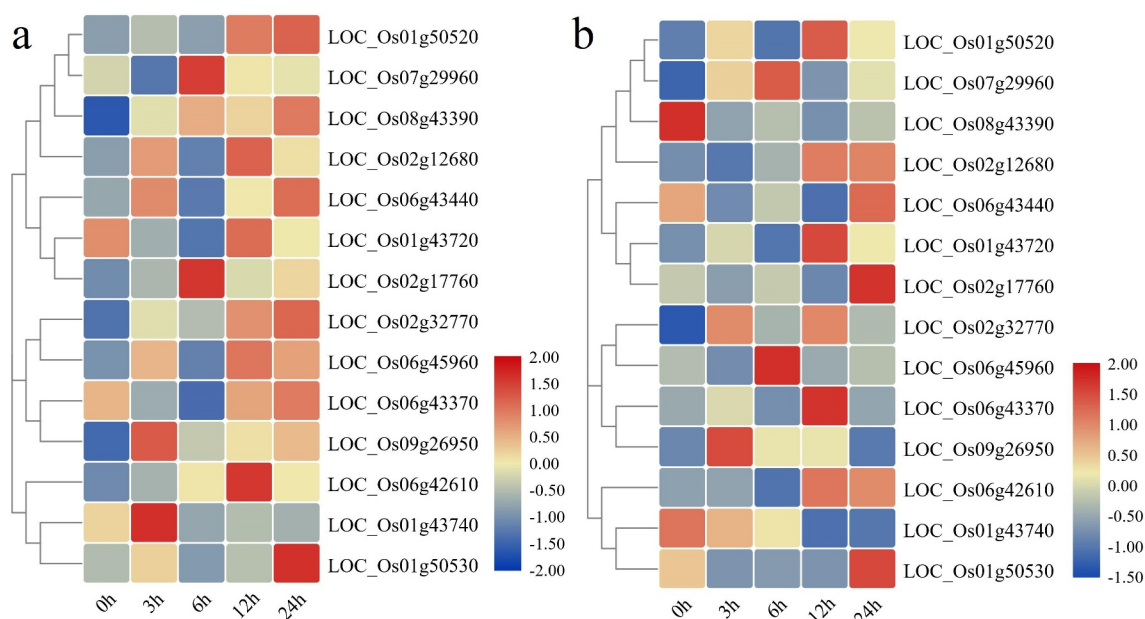 a
LOC_Os01g50520
LOC_Os07g29960
LOC_Os08g43390
LOC_Os02g12680
LOC_Os06g43440
LOC_Os01g43720
LOC_Os02g17760
LOC_Os02g32770
LOC_Os06g45960
LOC_Os06g43370
LOC_Os09g26950
LOC_Os06g42610
LOC_Os01g43740
LOC_Os01g50530
0h 3h 6h 12h 24h
2.00
1.50
1.00
0.50
0.00
-0.50
-1.00
-1.50
-2.00
b
LOC_Os01g50520
LOC_Os07g29960
LOC_Os08g43390
LOC_Os02g12680
LOC_Os06g43440
LOC_Os01g43720
LOC_Os02g17760
LOC_Os02g32770
LOC_Os06g45960
LOC_Os06g43370
LOC_Os09g26950
LOC_Os06g42610
LOC_Os01g43740
LOC_Os01g50530
0h 3h 6h 12h 24h
2.00
1.50
1.00
0.50
0.00
-0.50
-1.00
-1.50